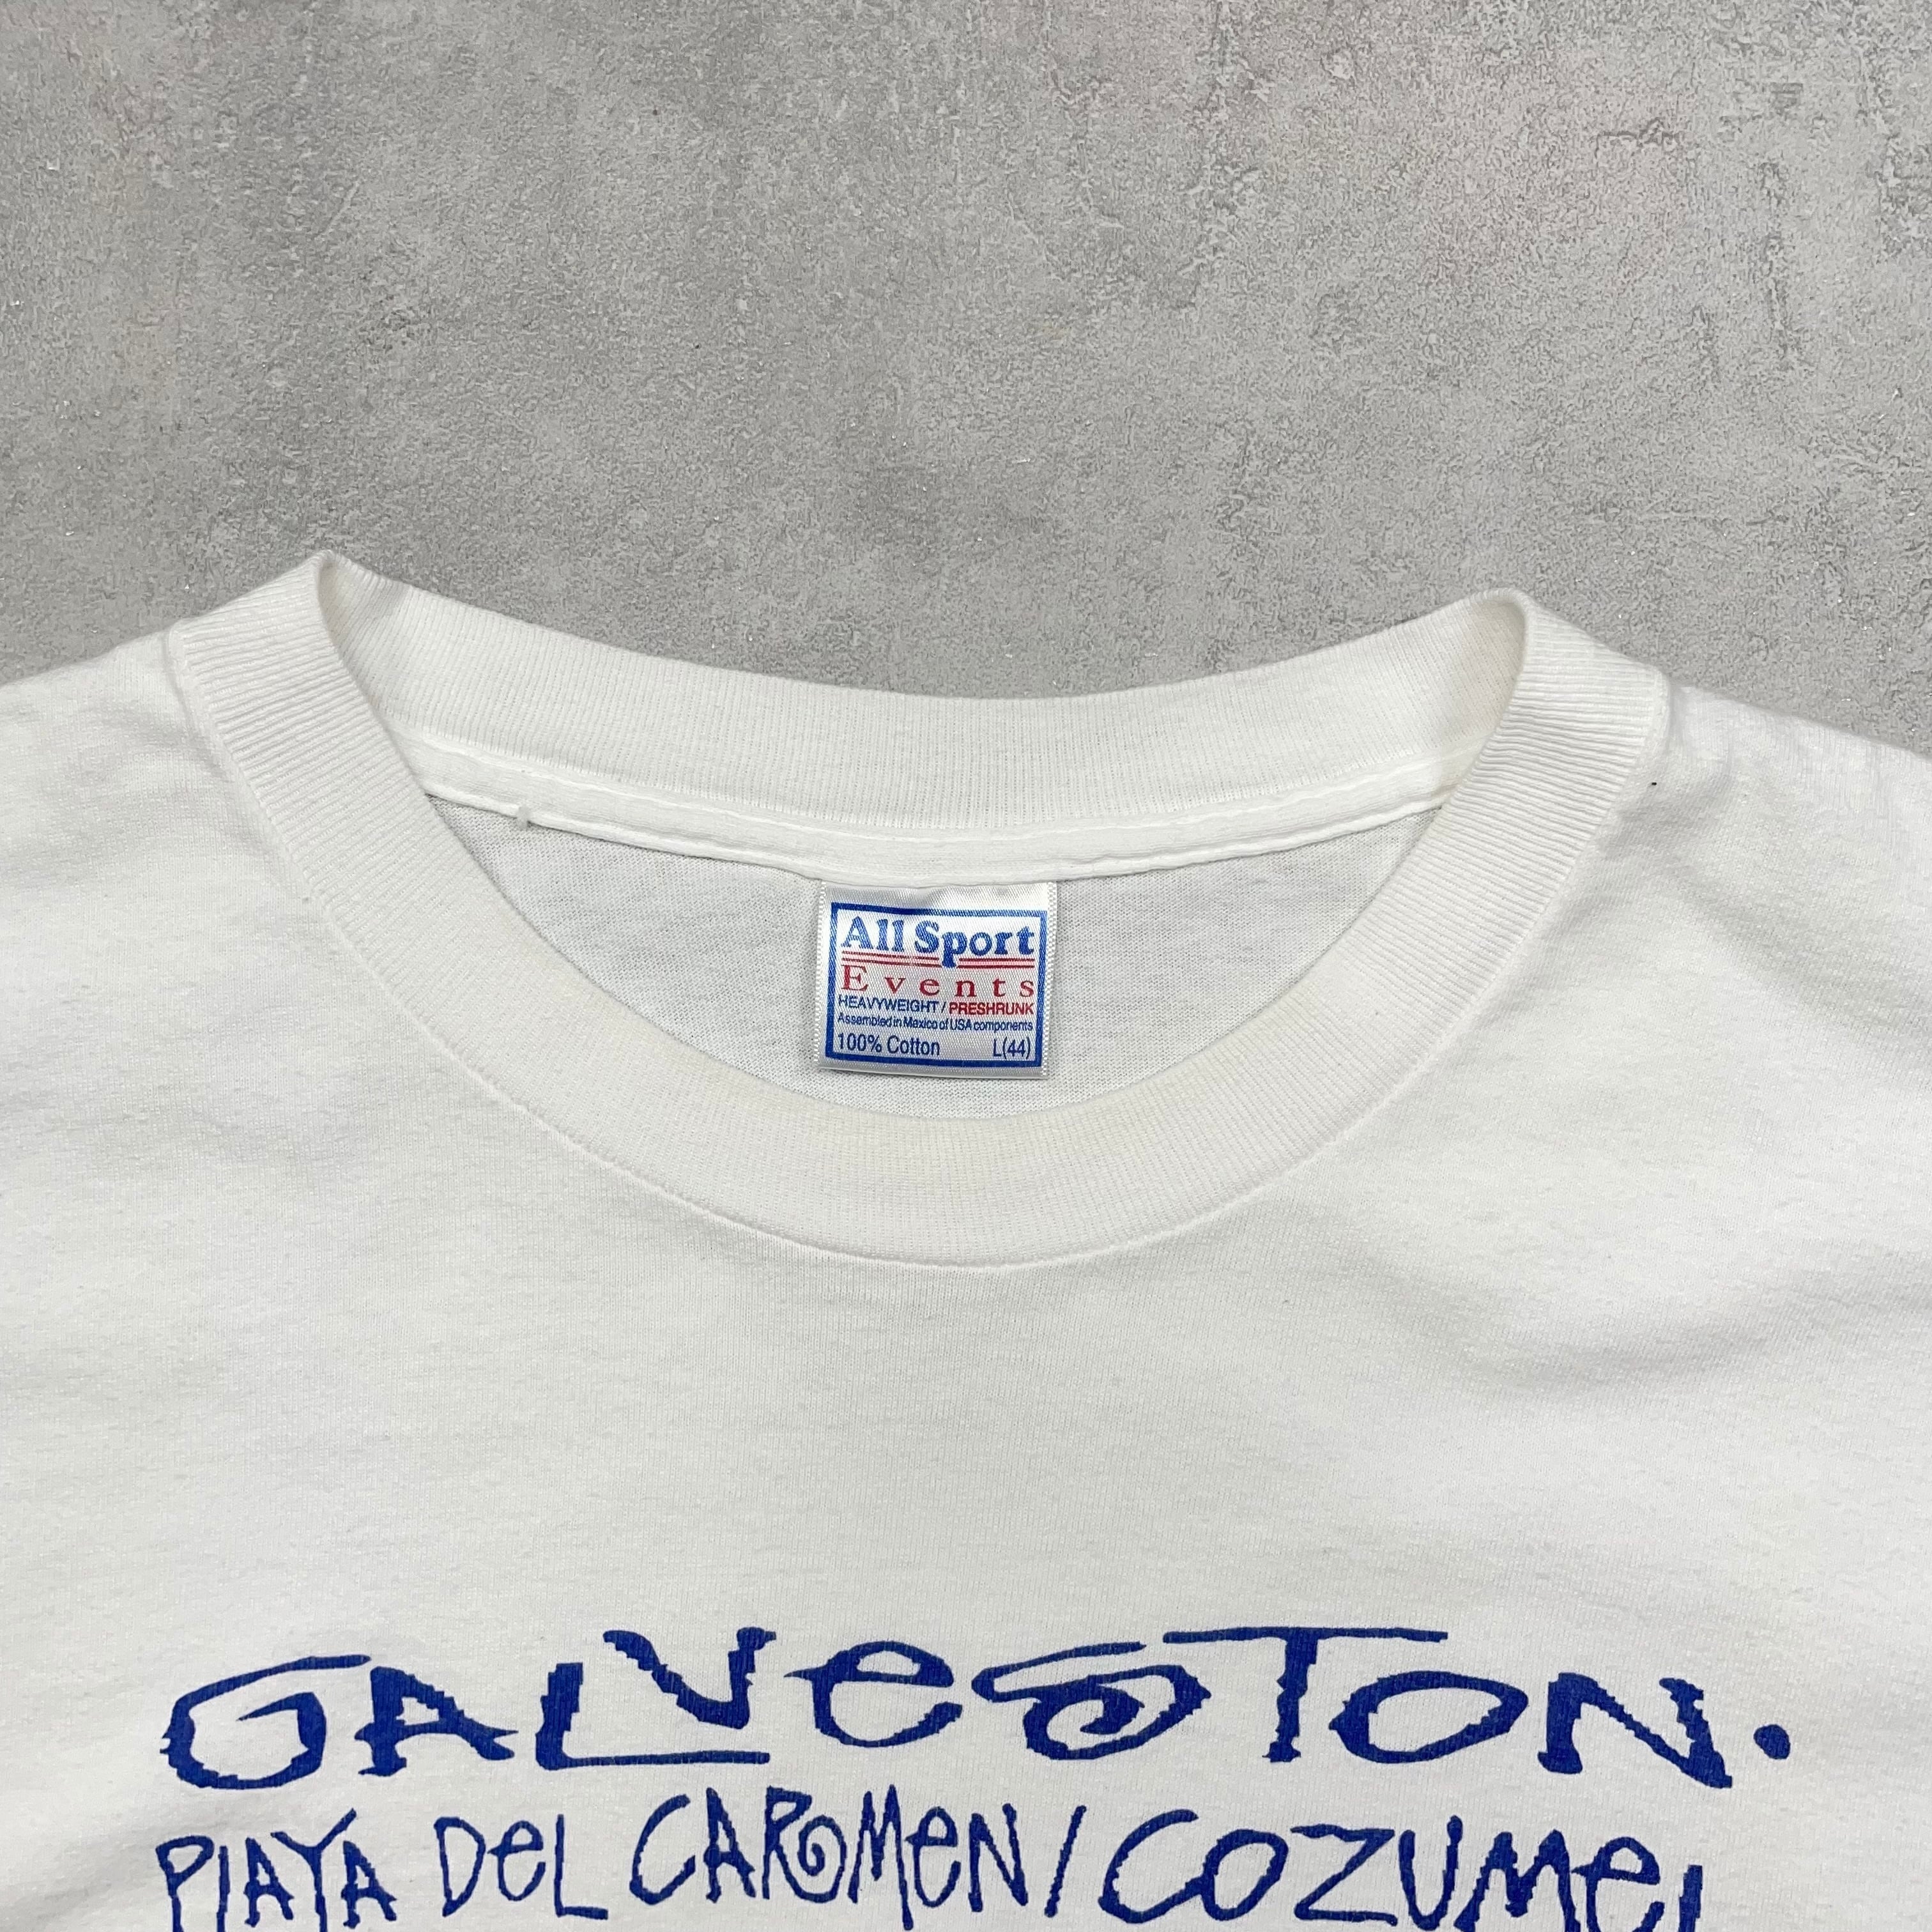 All Sport
Events
HEAVYWEIGHT / PRESHRUNK
Assembled in Mexico of USA components
100% Cotton L(44)
GALVESTON.
PLAYA DeL CARMeN / COZUMeL